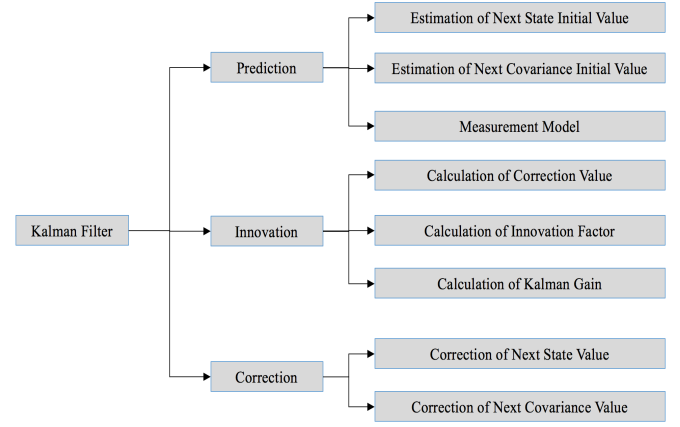 Kalman Filter
Prediction
Estimation of Next State Initial Value
Estimation of Next Covariance Initial Value
Measurement Model
Innovation
Calculation of Correction Value
Calculation of Innovation Factor
Calculation of Kalman Gain
Correction
Correction of Next State Value
Correction of Next Covariance Value